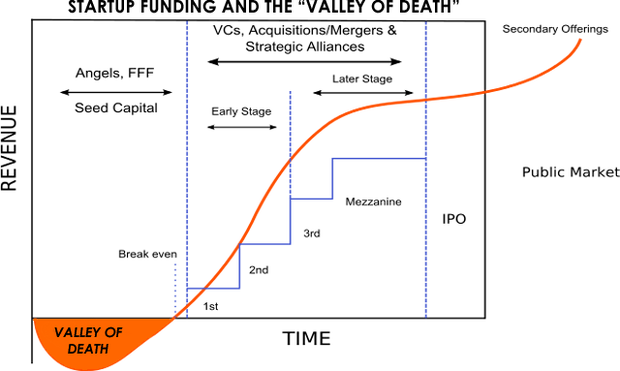 STARTUP FUNDING AND THE “VALLEY OF DEATH”
VCs, Acquisitions/Mergers &
Strategic Alliances
Secondary Offerings
Angels, FFF
Seed Capital
Later Stage
Early Stage
REVENUE
Public Market
Mezzanine
IPO
3rd
Break even
2nd
1st
VALLEY OF
DEATH
TIME